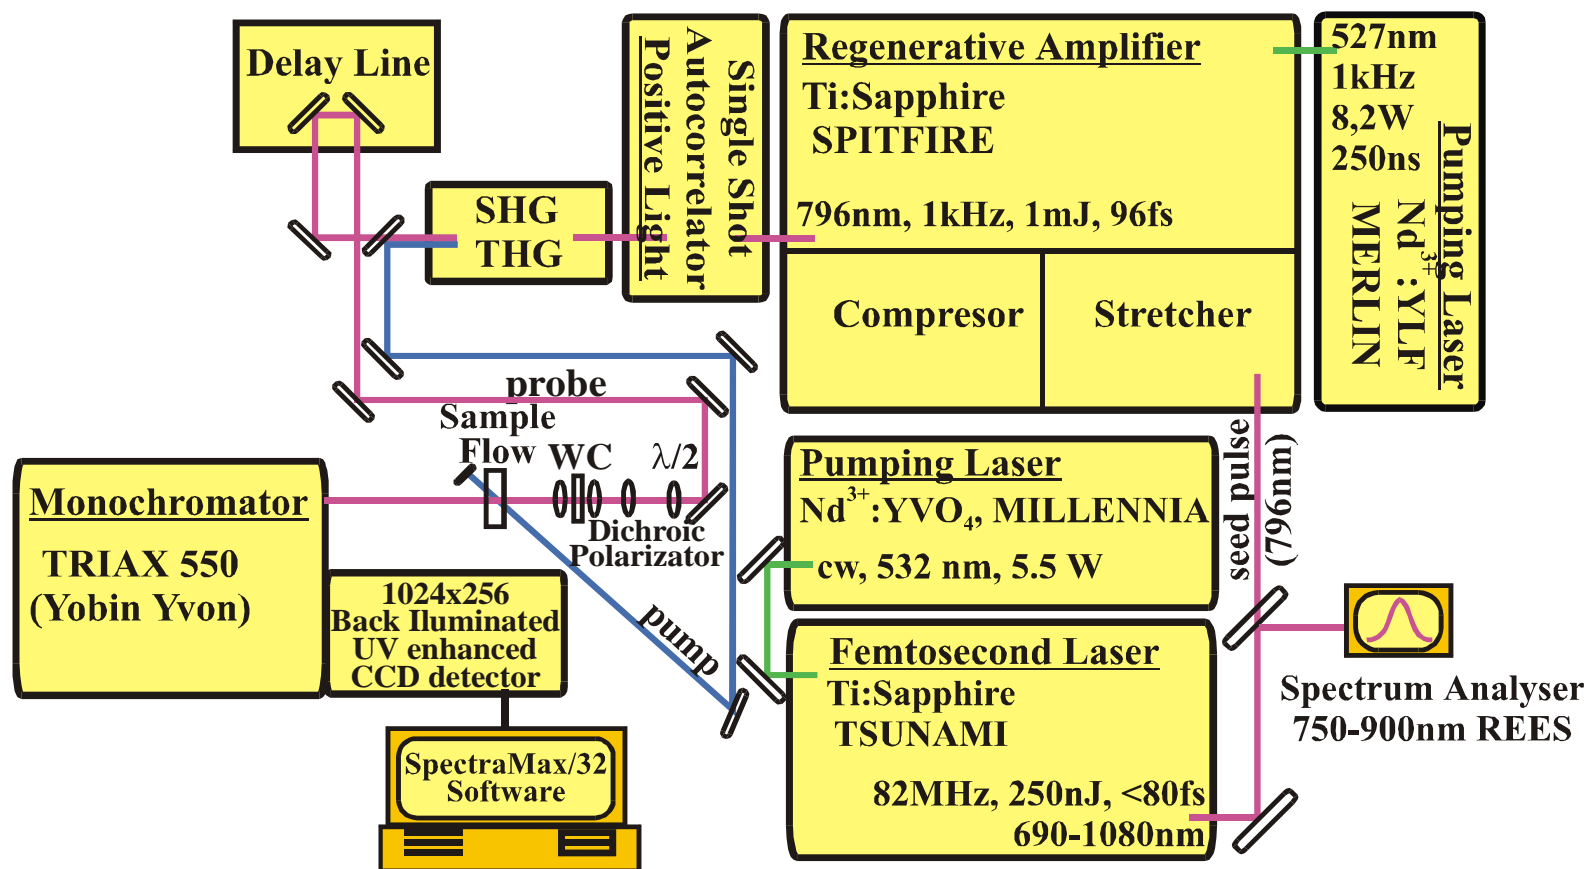 Delay Line
SHG
THG
Single Shot
Autocorrelator
Positive Light
Regenerative Amplifier
Ti:Sapphire
SPITFIRE
796nm, 1kHz, 1mJ, 96fs
Compresor
Stretcher
527nm
1kHz
8,2W
250ns
Pumping Laser
Nd³⁺:YLF
MERLIN
probe
Sample
Flow
WC
λ/2
Dichroic
Polarizator
pump
Monochromator
TRIAX 550
(Yobin Yvon)
1024x256
Back Iluminated
UV enhanced
CCD detector
SpectraMax/32
Software
Pumping Laser
Nd³⁺:YVO₄, MILLENNIA
cw, 532 nm, 5.5 W
Femtosecond Laser
Ti:Sapphire
TSUNAMI
82MHz, 250nJ, <80fs
690-1080nm
seed pulse
(796nm)
Spectrum Analyser
750-900nm REES